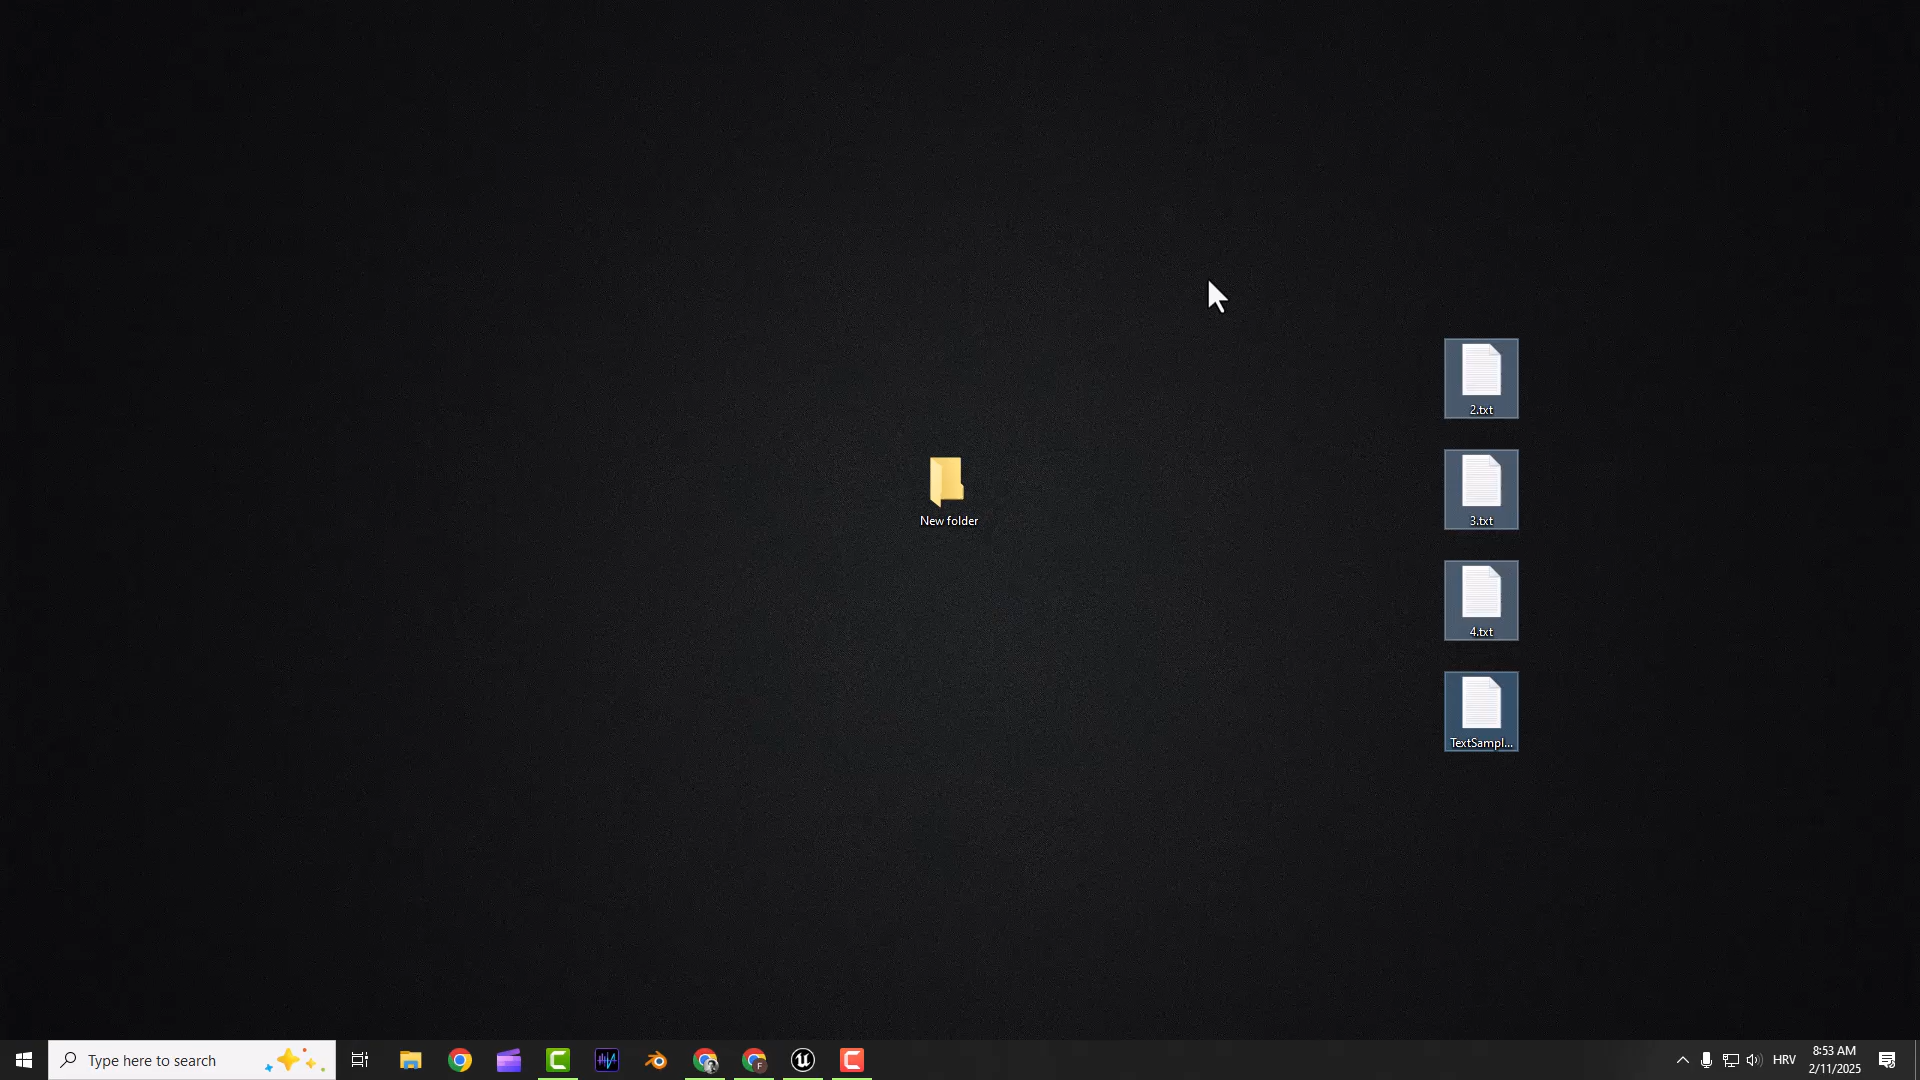 2.txt
3.txt
New folder
4.txt
TextSampl...
Type here to search
HRV
8:53 AM
2/11/2025